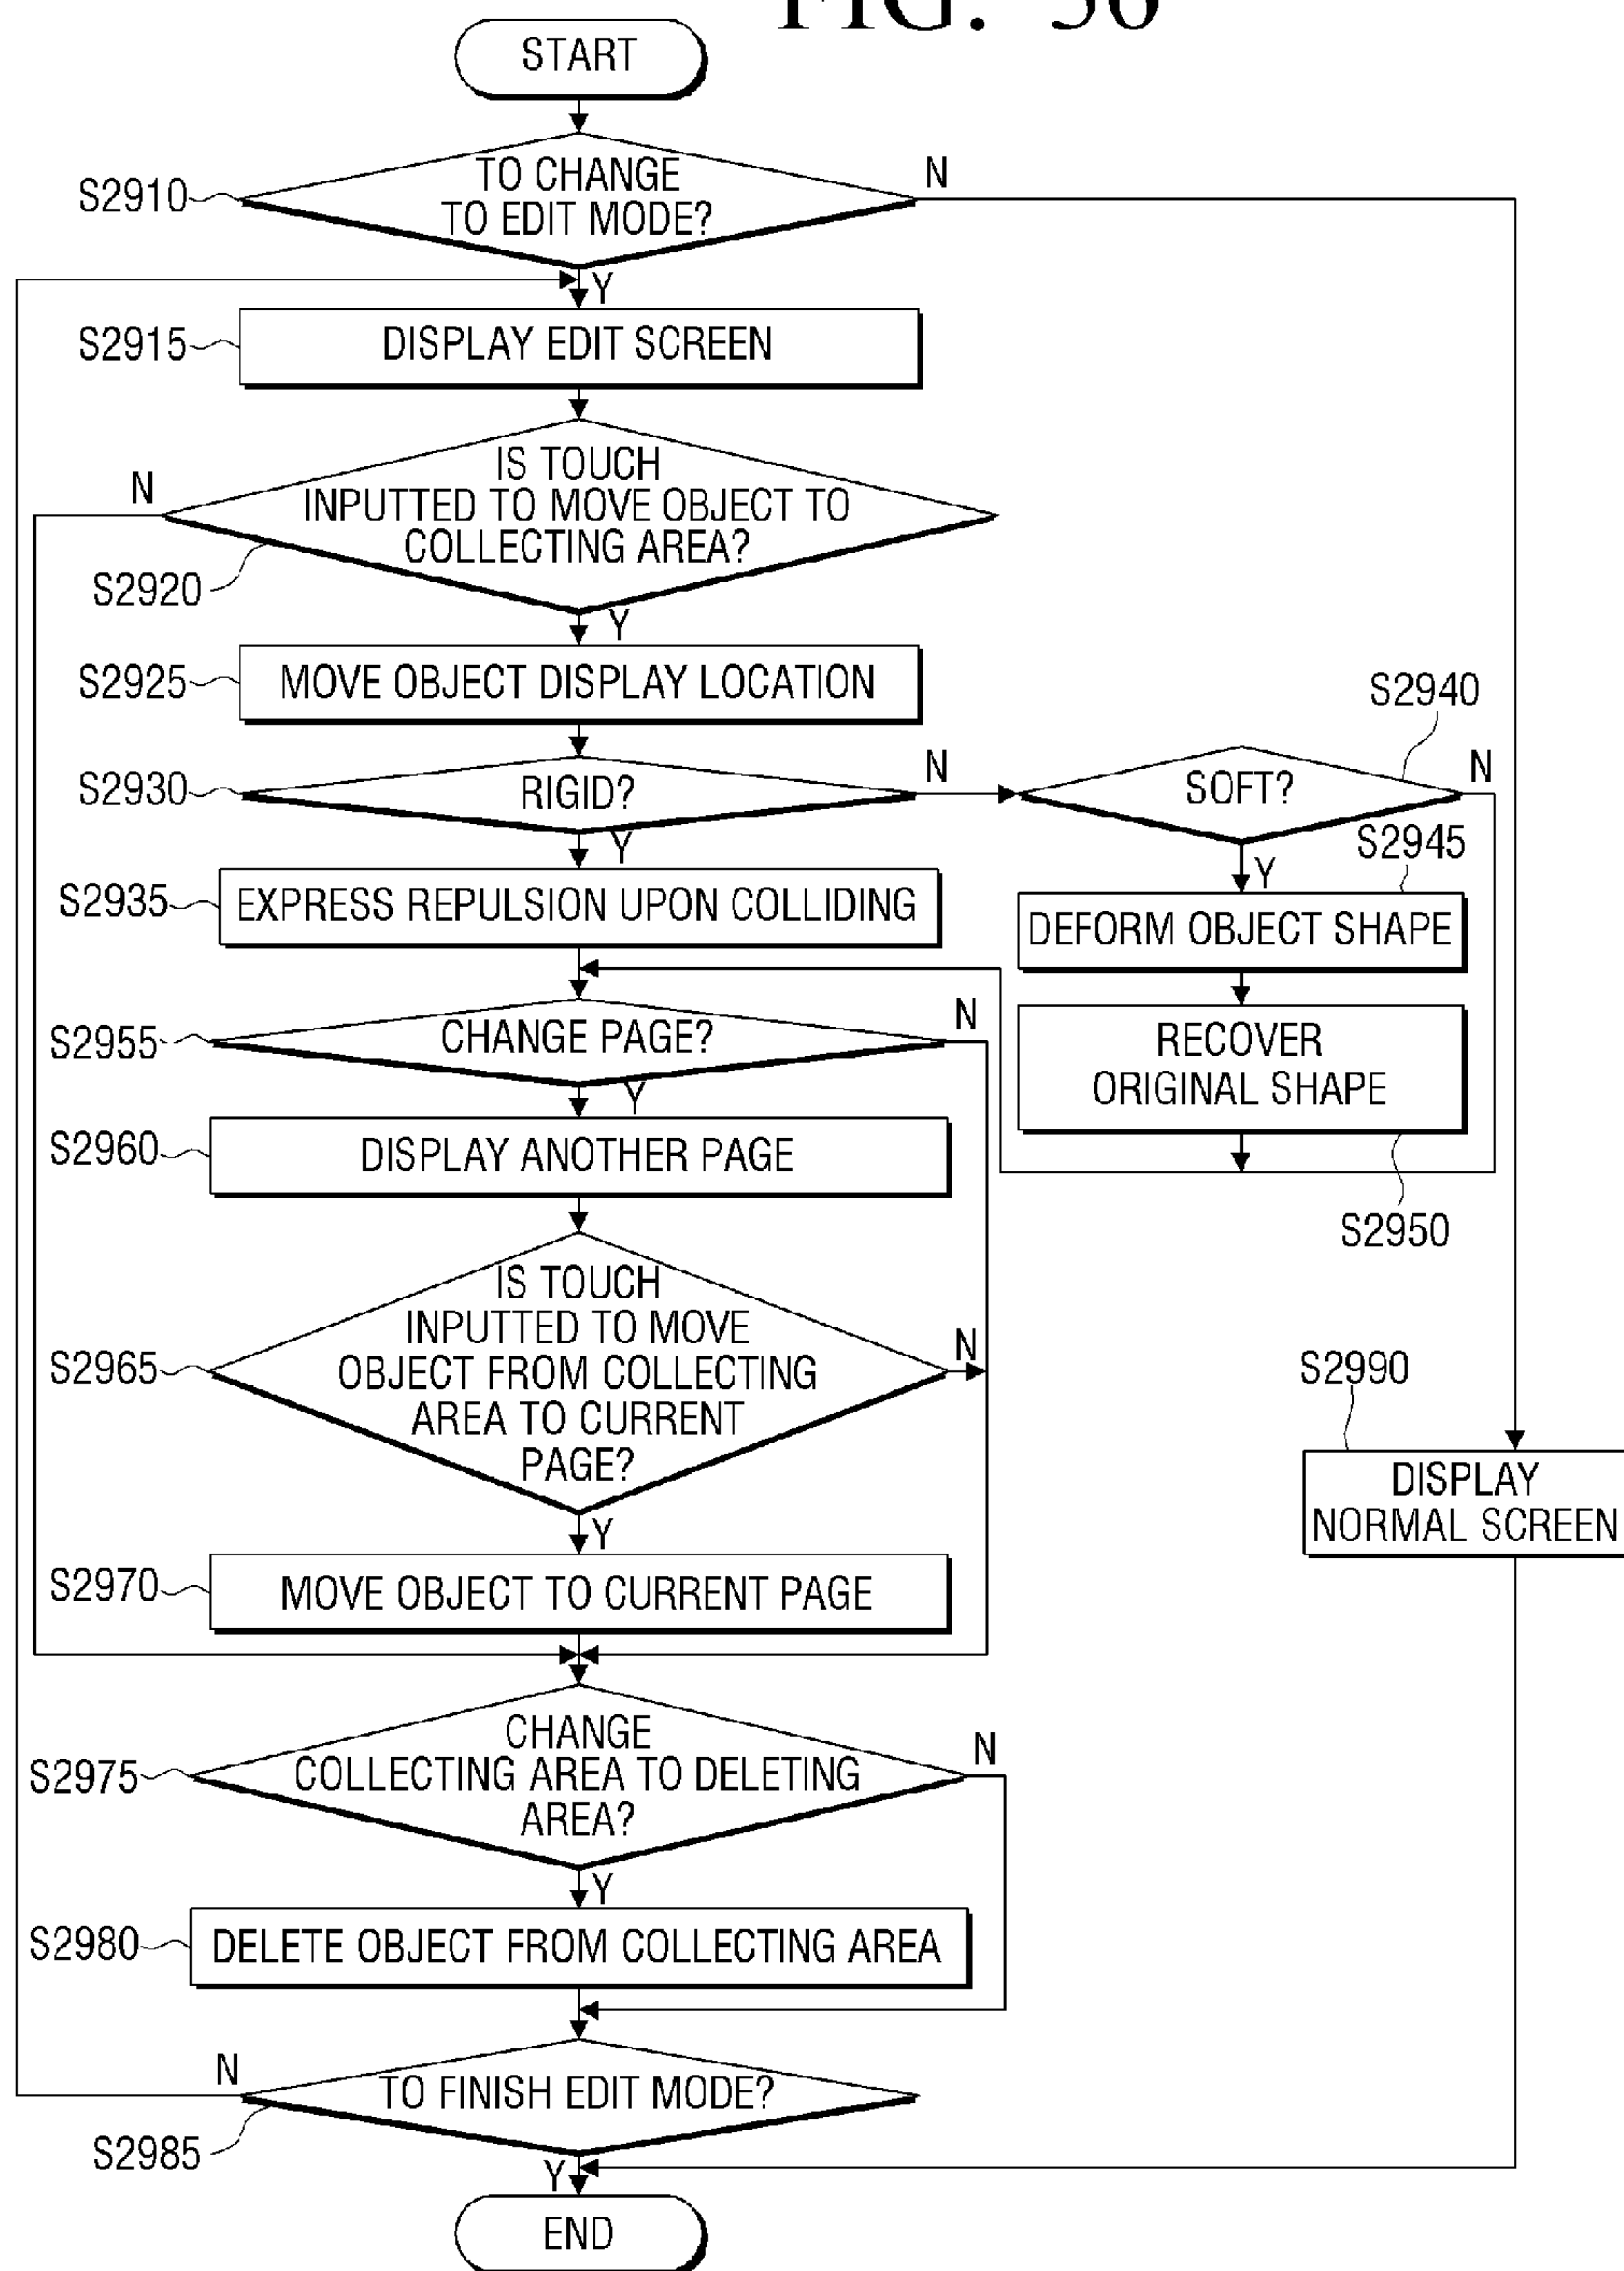 FIG. 36
START
S2910
TO CHANGE
TO EDIT MODE?
N
Y
S2915
DISPLAY EDIT SCREEN
N
IS TOUCH
INPUTTED TO MOVE OBJECT TO
COLLECTING AREA?
S2920
Y
S2925
MOVE OBJECT DISPLAY LOCATION
S2940
S2930
RIGID?
N
SOFT?
N
Y
S2945
Y
S2935
EXPRESS REPULSION UPON COLLIDING
DEFORM OBJECT SHAPE
S2955
CHANGE PAGE?
N
RECOVER
ORIGINAL SHAPE
Y
S2960
DISPLAY ANOTHER PAGE
S2950
S2965
IS TOUCH
INPUTTED TO MOVE
OBJECT FROM COLLECTING
AREA TO CURRENT
PAGE?
N
Y
S2990
DISPLAY
NORMAL SCREEN
S2970
MOVE OBJECT TO CURRENT PAGE
S2975
CHANGE
COLLECTING AREA TO DELETING
AREA?
N
Y
S2980
DELETE OBJECT FROM COLLECTING AREA
N
TO FINISH EDIT MODE?
S2985
Y
END